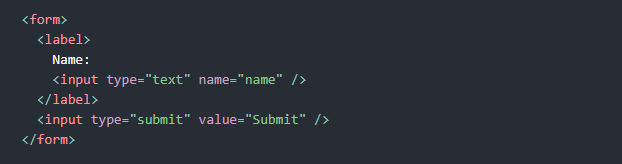 <form>
  <label>
    Name:
    <input type="text" name="name" />
  </label>
  <input type="submit" value="Submit" />
</form>